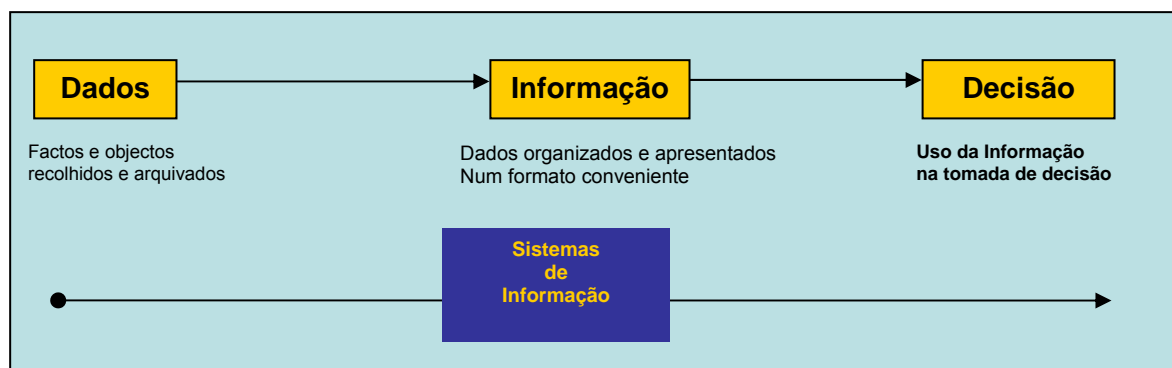 Dados
Informação
Decisão
Factos e objectos
recolhidos e arquivados
Dados organizados e apresentados
Num formato conveniente
Uso da Informação
na tomada de decisão
Sistemas
de
Informação